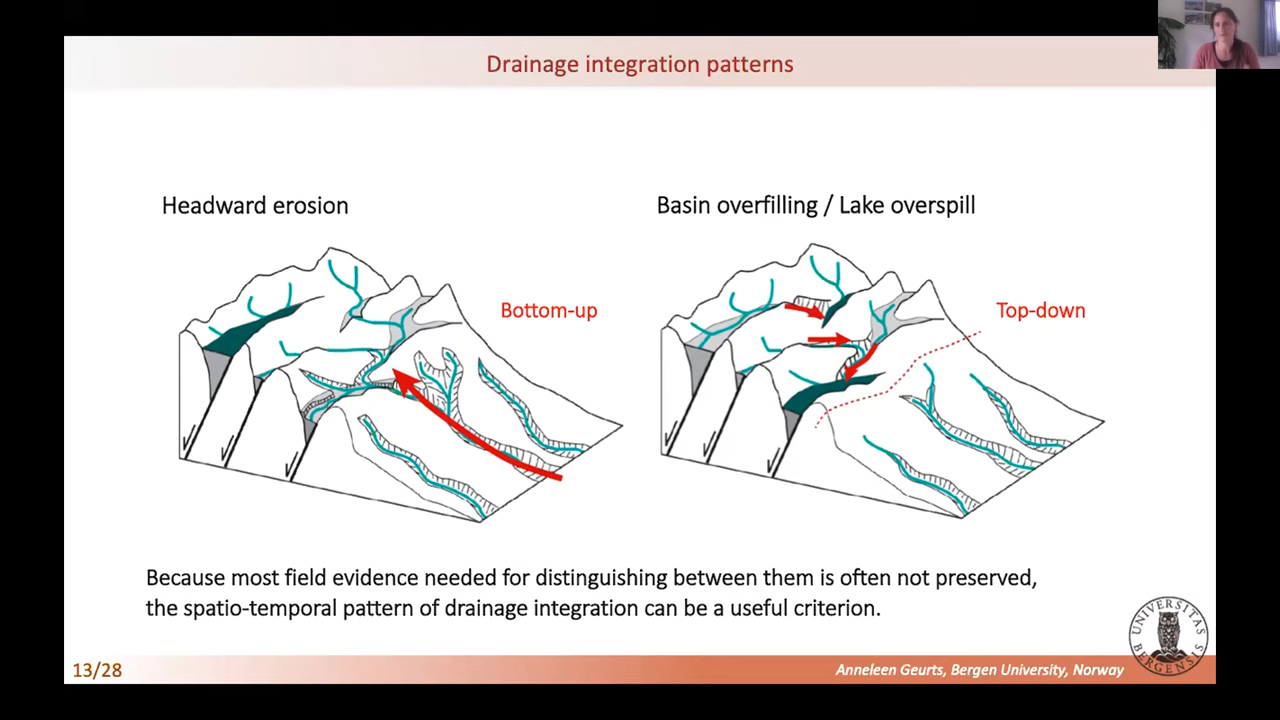 Drainage integration patterns
Headward erosion
Basin overfilling / Lake overspill
Bottom-up
Top-down
Because most field evidence needed for distinguishing between them is often not preserved,
the spatio-temporal pattern of drainage integration can be a useful criterion.
UNIVERSITAS
BERGENSIS
13/28
Anneleen Geurts, Bergen University, Norway